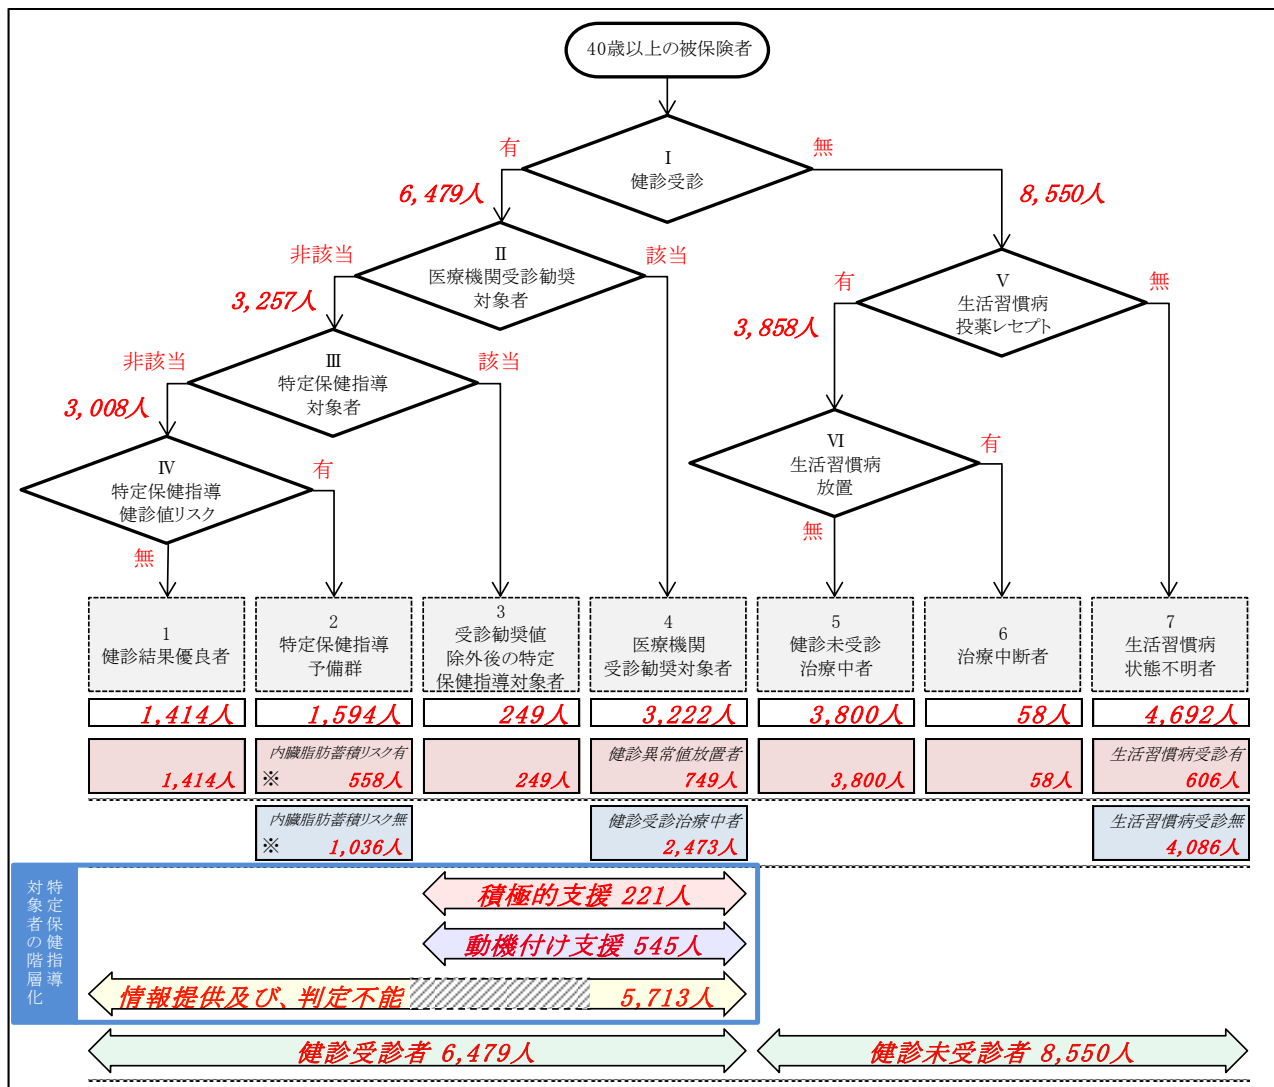 40歳以上の被保険者
Ⅰ
健診受診
有
無
6,479人
8,550人
Ⅱ
医療機関受診勧奨
対象者
非該当
該当
3,257人
Ⅴ
生活習慣病
投薬レセプト
有
無
3,858人
Ⅲ
特定保健指導
対象者
非該当
該当
3,008人
Ⅳ
特定保健指導
健診値リスク
有
無
Ⅵ
生活習慣病
放置
有
無
1
健診結果優良者
2
特定保健指導
予備群
3
受診勧奨値
除外後の特定
保健指導対象者
4
医療機関
受診勧奨対象者
5
健診未受診
治療中者
6
治療中断者
7
生活習慣病
状態不明者
1,414人
1,594人
249人
3,222人
3,800人
58人
4,692人
1,414人
内臓脂肪蓄積リスク有
※ 558人
249人
健診異常値放置者
749人
3,800人
58人
生活習慣病受診有
606人
内臓脂肪蓄積リスク無
※ 1,036人
健診受診治療中者
2,473人
生活習慣病受診無
4,086人
特定保健指導
対象者の階層化
積極的支援 221人
動機付け支援 545人
情報提供及び、判定不能 5,713人
健診受診者 6,479人
健診未受診者 8,550人